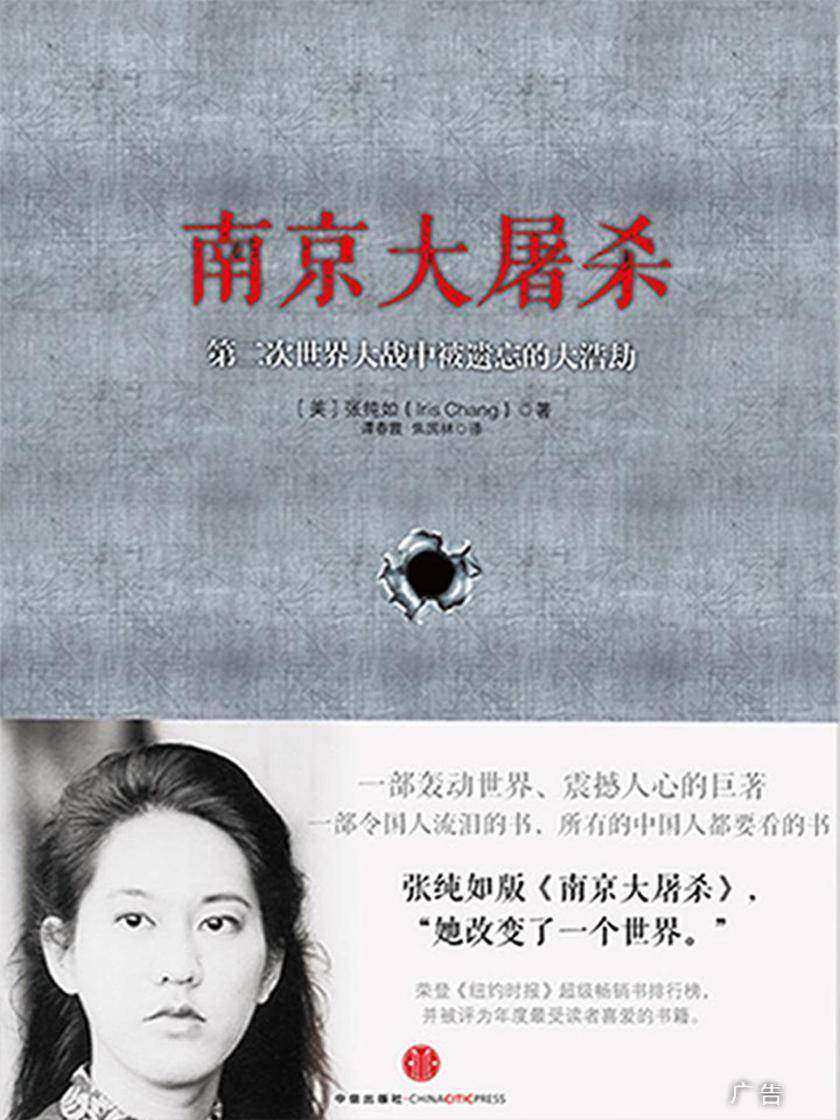 南京大屠杀
第二次世界大战中被遗忘的大浩劫
［美］张纯如（Iris Chang）◎著
谭春霞 焦国林◎译
一部轰动世界、震撼人心的巨著
一部令国人流泪的书，所有的中国人都要看的书
张纯如版《南京大屠杀》，
“她改变了一个世界。”
荣登《纽约时报》超级畅销书排行榜，
并被评为年度最受读者喜爱的书籍。
中信出版社·CHINACITICPRESS
广告